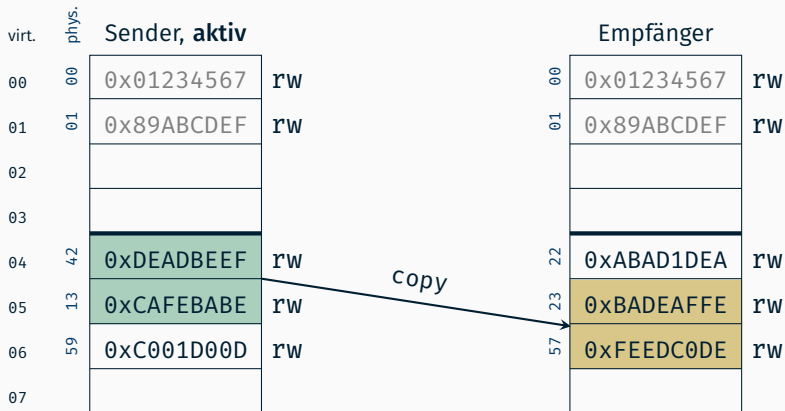 virt. phys. Sender, aktiv Empfänger
00 00 0x01234567 rw 00 0x01234567 rw
01 01 0x89ABCDEF rw 01 0x89ABCDEF rw
02
03
04 42 0xDEADBEEF rw 22 0xABAD1DEA rw
copy
05 13 0xCAFEBABE rw 23 0xBADEAFFE rw
06 59 0xC001D00D rw 57 0xFEEDC0DE rw
07